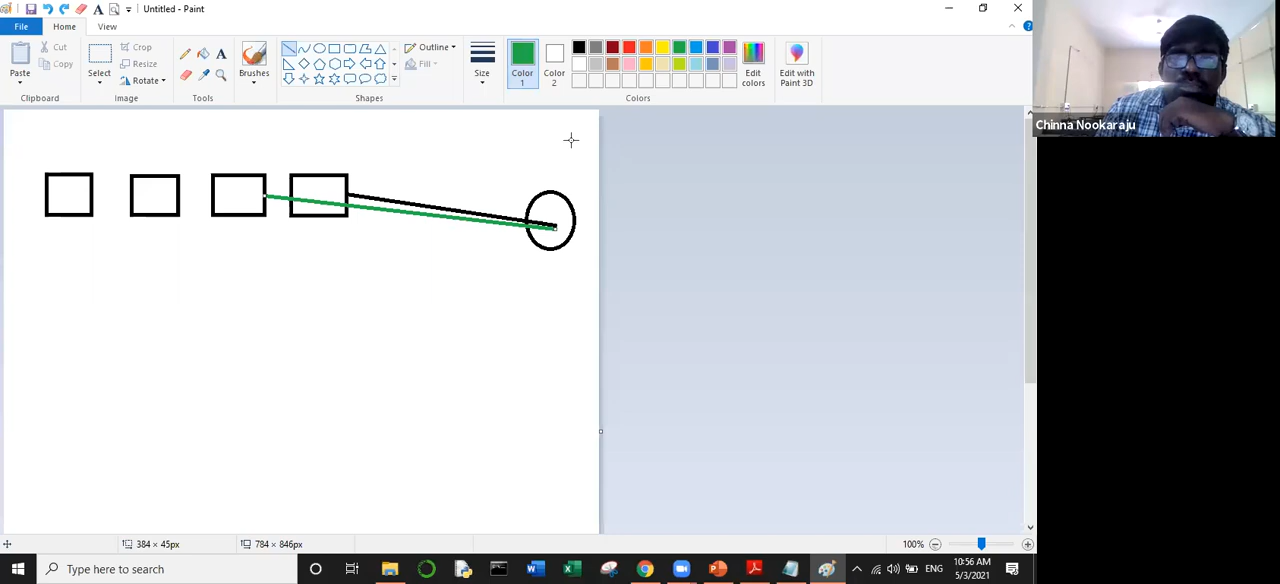 Untitled - Paint
File Home View
Paste
Cut
Copy
Clipboard
Select
Crop
Resize
Rotate
Image
Tools
Brushes
Shapes
Outline
Fill
Size
Color 1
Color 2
Colors
Edit colors
Edit with Paint 3D
Chinna Nookaraju
384 × 45px
784 × 846px
100%
Type here to search
ENG
10:56 AM
5/3/2021